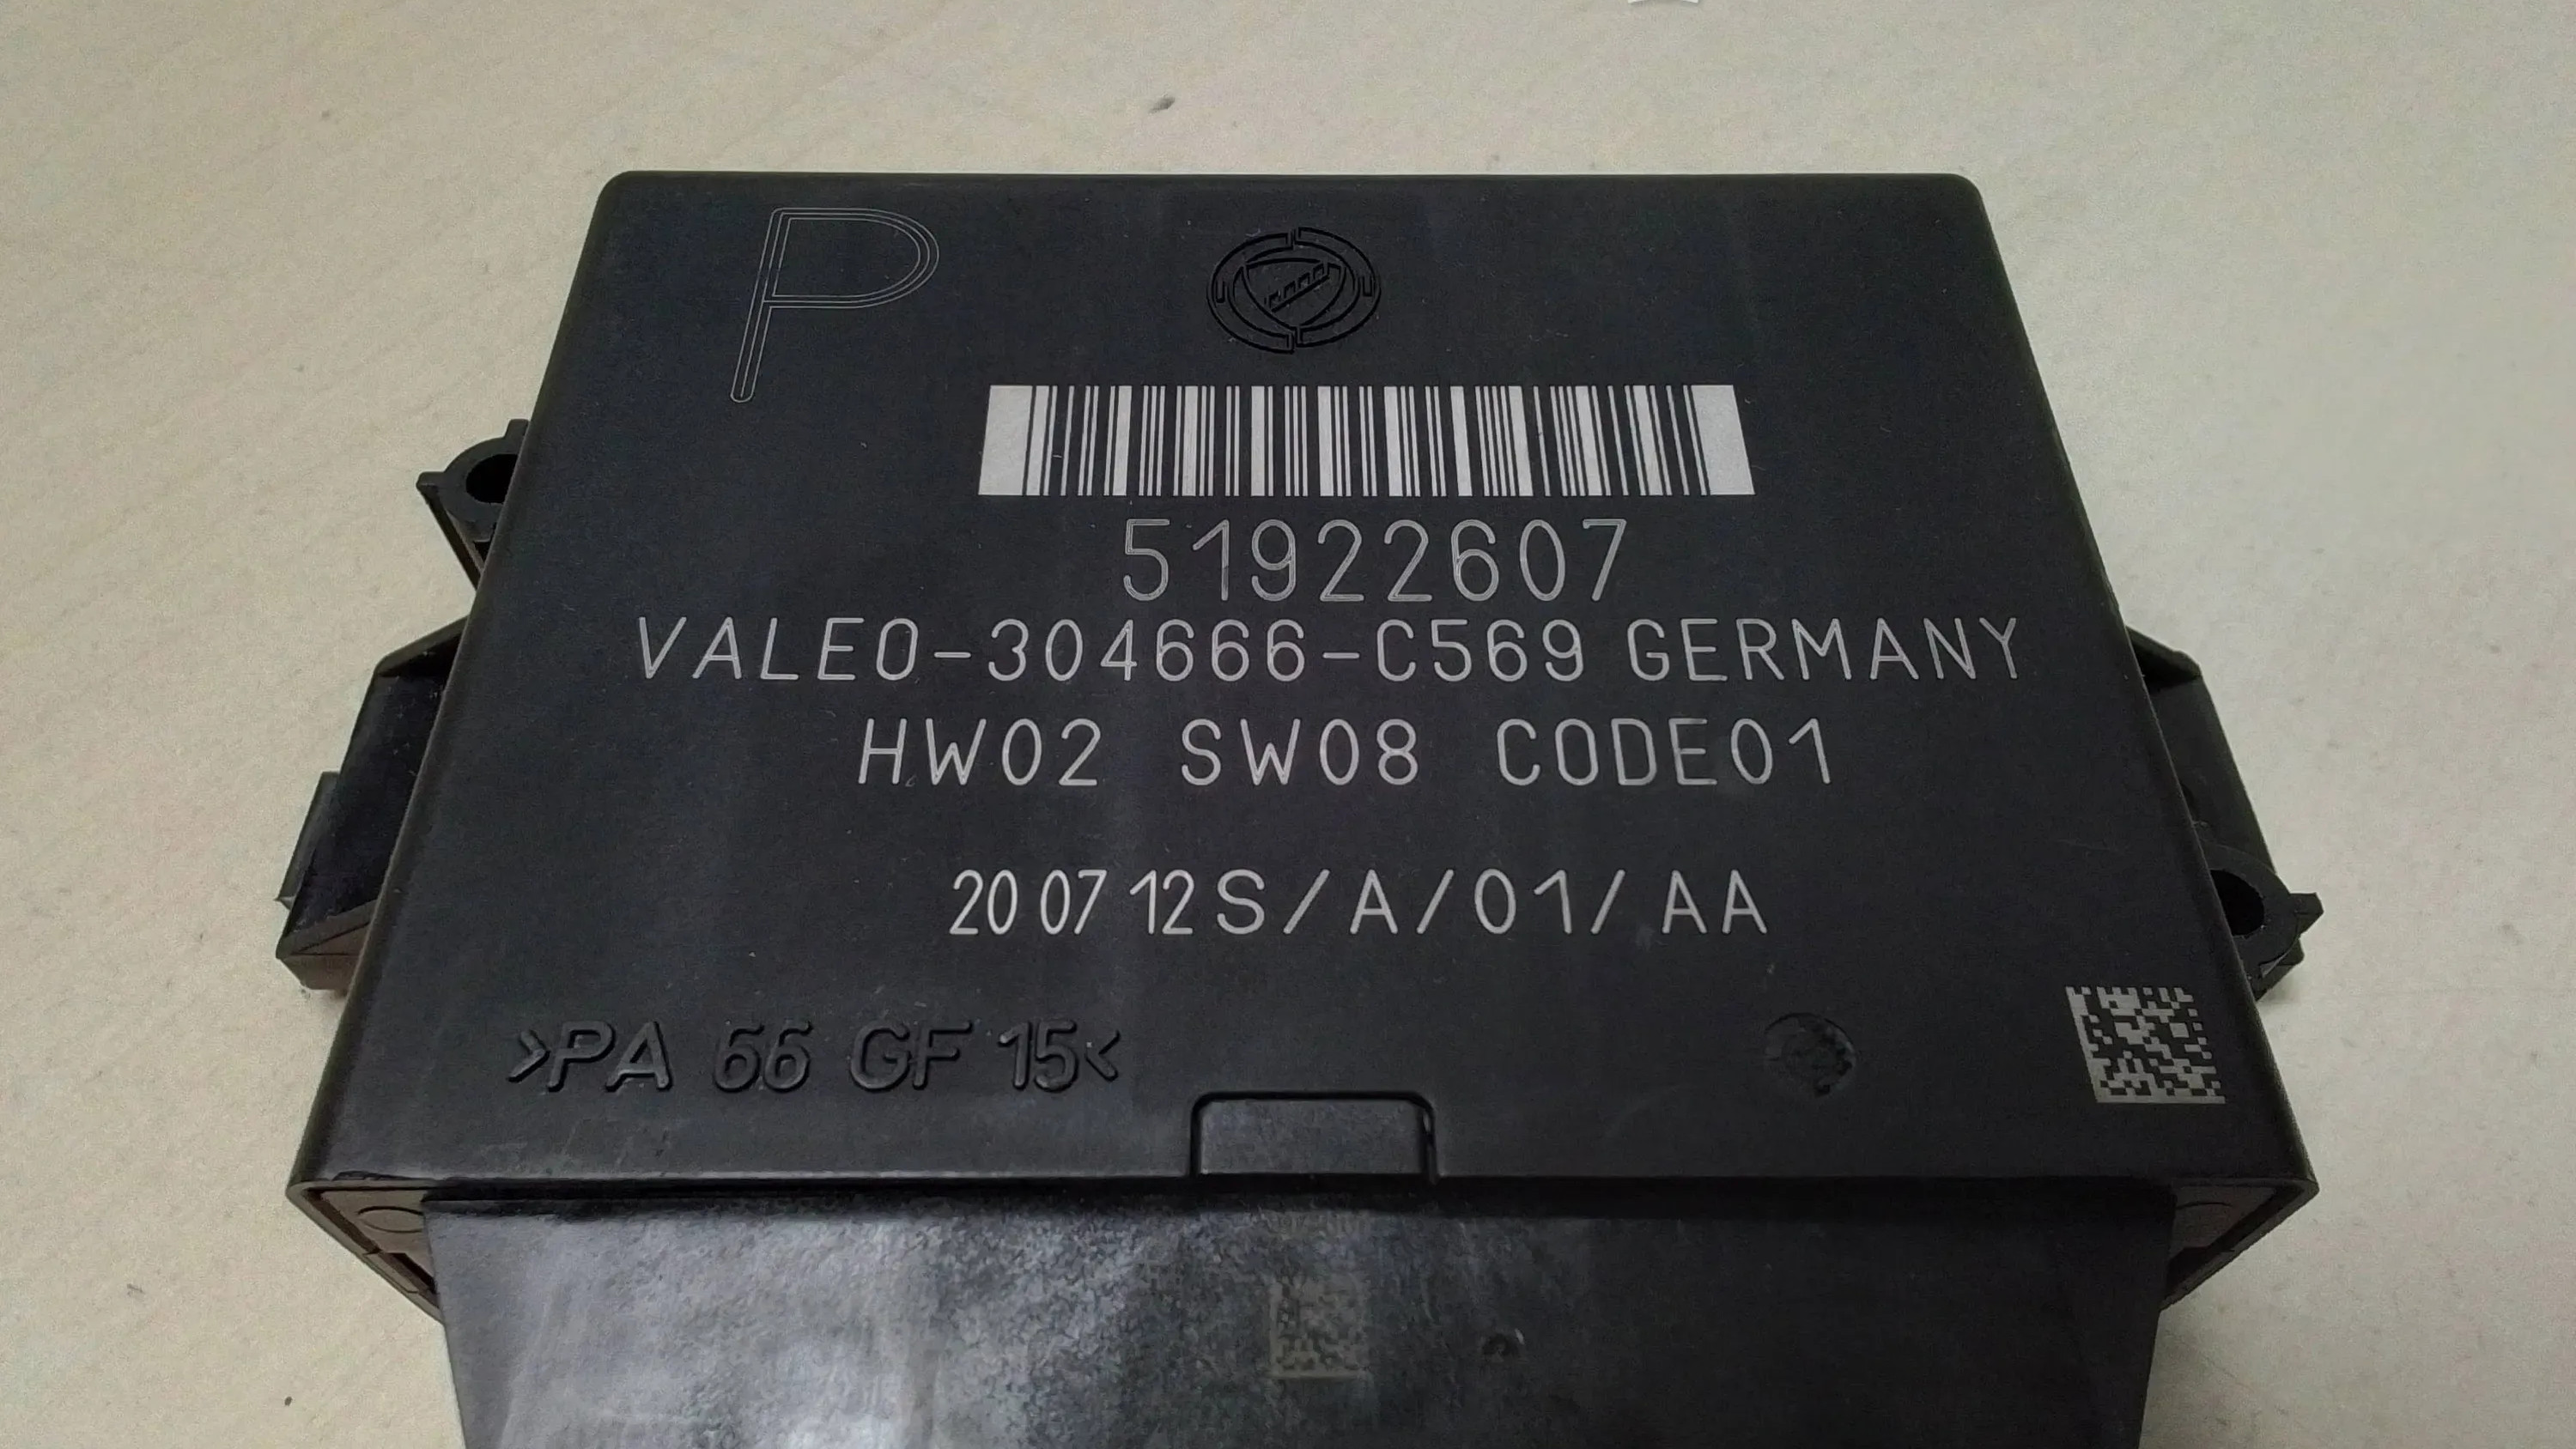 P
51922607
VALEO-304666-C569 GERMANY
HW02 SW08 CODE01
20 07 12 S/A/01/AA
>PA 66 GF 15<